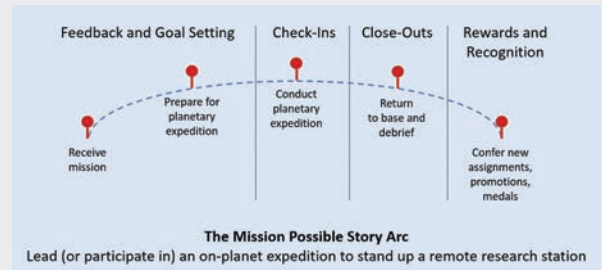 Feedback and Goal Setting
Check-Ins
Close-Outs
Rewards and
Recognition
Receive
mission
Prepare for
planetary
expedition
Conduct
planetary
expedition
Return
to base and
debrief
Confer new
assignments,
promotions,
medals
The Mission Possible Story Arc
Lead (or participate in) an on-planet expedition to stand up a remote research station